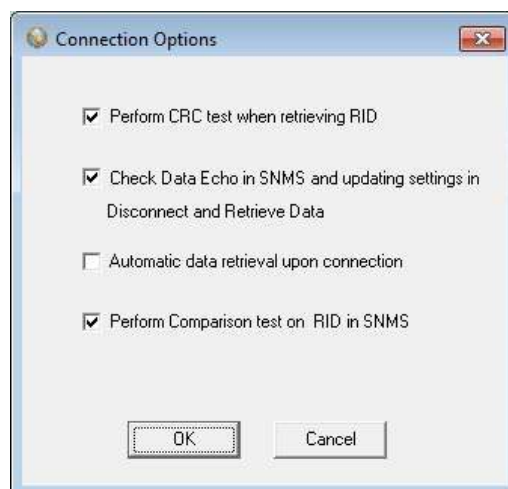 Connection Options
Perform CRC test when retrieving RID
Check Data Echo in SNMS and updating settings in
Disconnect and Retrieve Data
Automatic data retrieval upon connection
Perform Comparison test on RID in SNMS
OK Cancel